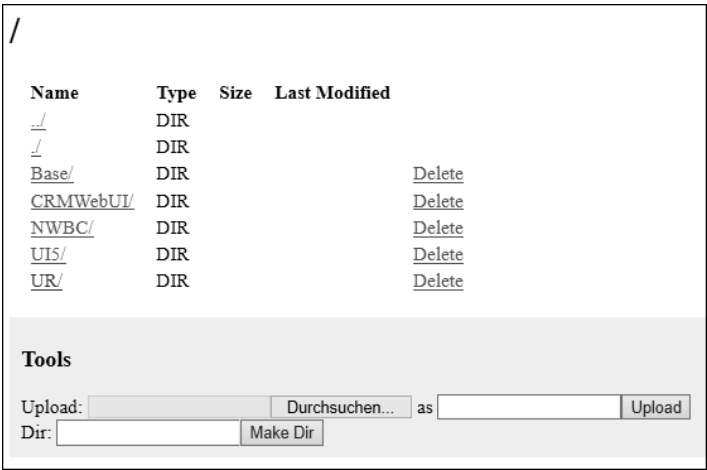 /
Name Type Size Last Modified
../ DIR
./ DIR
Base/ DIR Delete
CRMWebUI/ DIR Delete
NWBC/ DIR Delete
UI5/ DIR Delete
UR/ DIR Delete
Tools
Upload: Durchsuchen... as Upload
Dir: Make Dir